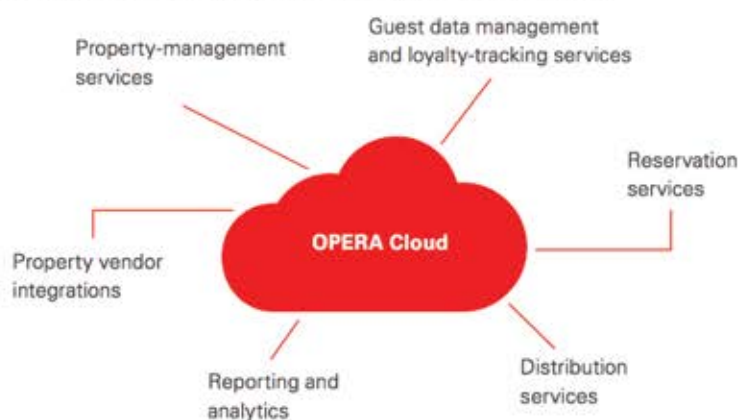 Guest data management
and loyalty-tracking services
Property-management
services
Reservation
services
OPERA Cloud
Property vendor
integrations
Distribution
services
Reporting and
analytics